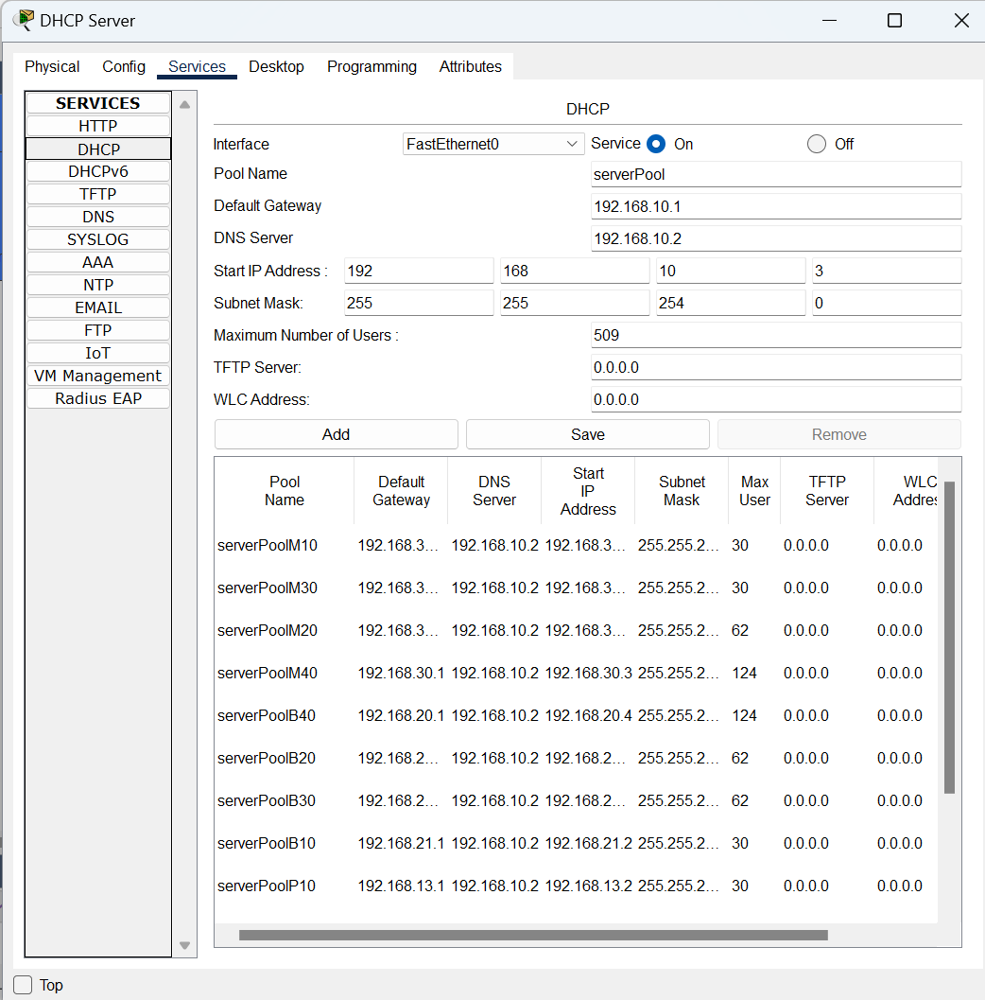 DHCP Server
Physical Config Services Desktop Programming Attributes
SERVICES
HTTP
DHCP
DHCPv6
TFTP
DNS
SYSLOG
AAA
NTP
EMAIL
FTP
IoT
VM Management
Radius EAP
DHCP
Interface FastEthernet0 Service On Off
Pool Name serverPool
Default Gateway 192.168.10.1
DNS Server 192.168.10.2
Start IP Address : 192 168 10 3
Subnet Mask: 255 255 254 0
Maximum Number of Users : 509
TFTP Server: 0.0.0.0
WLC Address: 0.0.0.0
Add Save Remove
Pool Name Default Gateway DNS Server Start IP Address Subnet Mask Max User TFTP Server WLC Addres
serverPoolM10 192.168.3... 192.168.10.2 192.168.3... 255.255.2... 30 0.0.0.0 0.0.0.0
serverPoolM30 192.168.3... 192.168.10.2 192.168.3... 255.255.2... 30 0.0.0.0 0.0.0.0
serverPoolM20 192.168.3... 192.168.10.2 192.168.3... 255.255.2... 62 0.0.0.0 0.0.0.0
serverPoolM40 192.168.30.1 192.168.10.2 192.168.30.3 255.255.2... 124 0.0.0.0 0.0.0.0
serverPoolB40 192.168.20.1 192.168.10.2 192.168.20.4 255.255.2... 124 0.0.0.0 0.0.0.0
serverPoolB20 192.168.2... 192.168.10.2 192.168.2... 255.255.2... 62 0.0.0.0 0.0.0.0
serverPoolB30 192.168.2... 192.168.10.2 192.168.2... 255.255.2... 62 0.0.0.0 0.0.0.0
serverPoolB10 192.168.21.1 192.168.10.2 192.168.21.2 255.255.2... 30 0.0.0.0 0.0.0.0
serverPoolP10 192.168.13.1 192.168.10.2 192.168.13.2 255.255.2... 30 0.0.0.0 0.0.0.0
Top